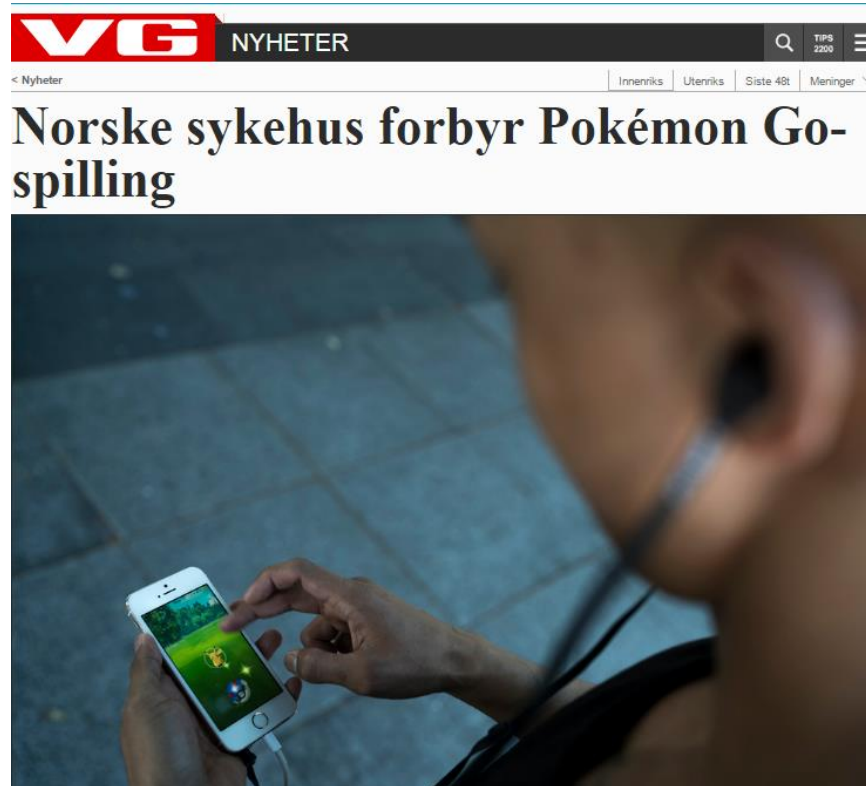 VG NYHETER
TIPS
2200
< Nyheter
Innenriks
Utenriks
Siste 48t
Meninger
Norske sykehus forbyr Pokémon Go-
spilling